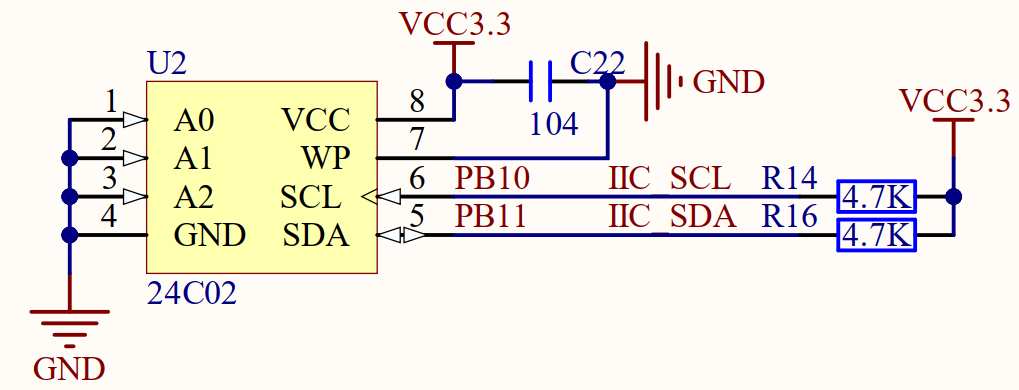 VCC3.3
U2
C22
GND
VCC3.3
1 A0 VCC 8
104
2 A1 WP 7
3 A2 SCL 6 PB10 IIC_SCL R14 4.7K
4 GND SDA 5 PB11 IIC_SDA R16 4.7K
24C02
GND